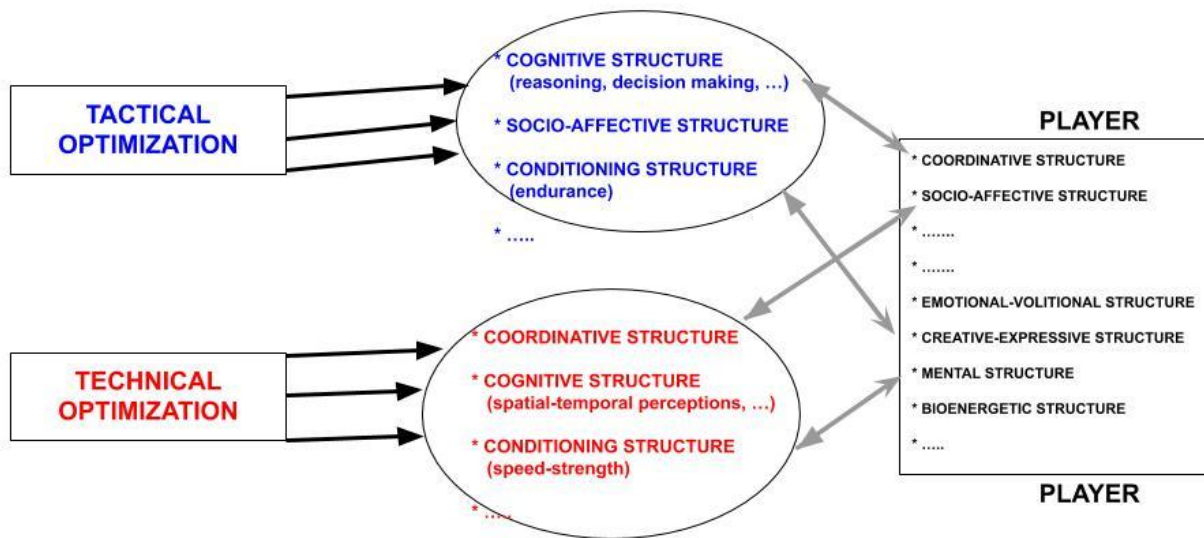 TACTICAL
OPTIMIZATION
* COGNITIVE STRUCTURE
(reasoning, decision making, ...)
* SOCIO-AFFECTIVE STRUCTURE
* CONDITIONING STRUCTURE
(endurance)
* .....
TECHNICAL
OPTIMIZATION
* COORDINATIVE STRUCTURE
* COGNITIVE STRUCTURE
(spatial-temporal perceptions, ...)
* CONDITIONING STRUCTURE
(speed-strength)
* .....
PLAYER
* COORDINATIVE STRUCTURE
* SOCIO-AFFECTIVE STRUCTURE
* .......
* .......
* EMOTIONAL-VOLITIONAL STRUCTURE
* CREATIVE-EXPRESSIVE STRUCTURE
* MENTAL STRUCTURE
* BIOENERGETIC STRUCTURE
* .....
PLAYER